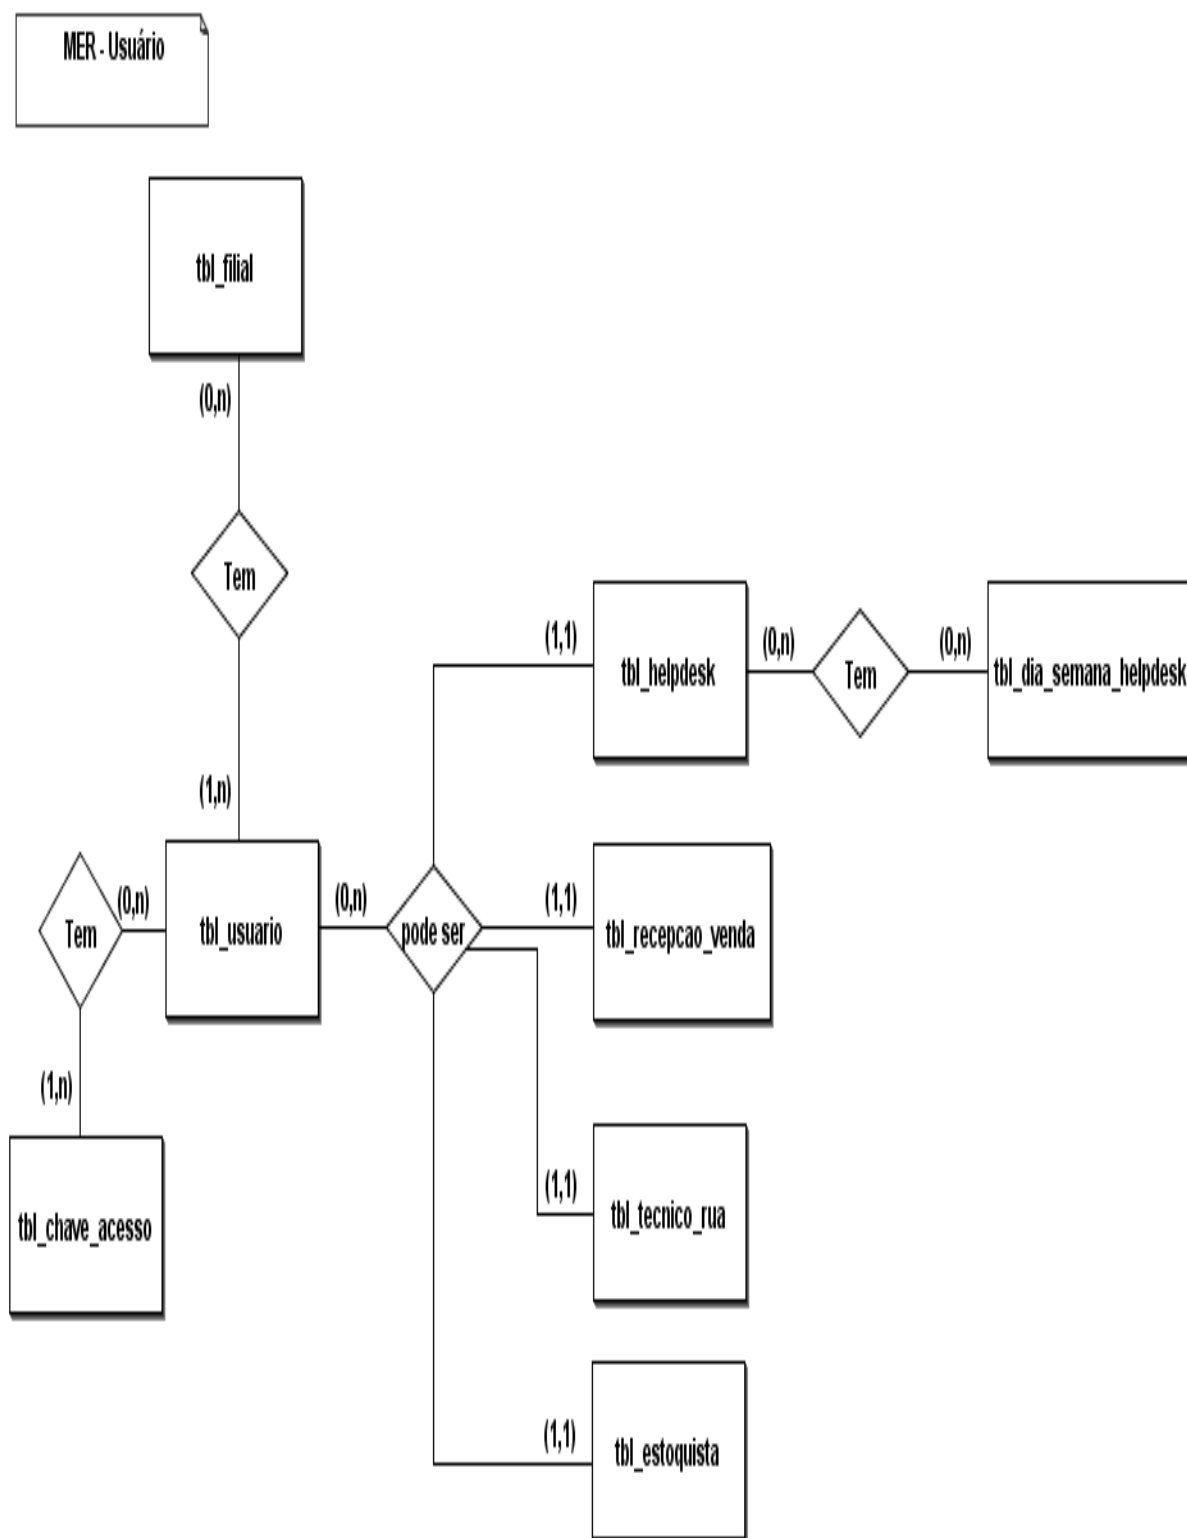 MER - Usuário
tbl_filial
(0,n)
Tem
(1,n)
(1,1)
tbl_helpdesk
(0,n)
Tem
(0,n)
tbl_dia_semana_helpdesk
Tem
(0,n)
tbl_usuario
(0,n)
pode ser
(1,1)
tbl_recepcao_venda
(1,n)
tbl_chave_acesso
(1,1)
tbl_tecnico_rua
(1,1)
tbl_estoquista